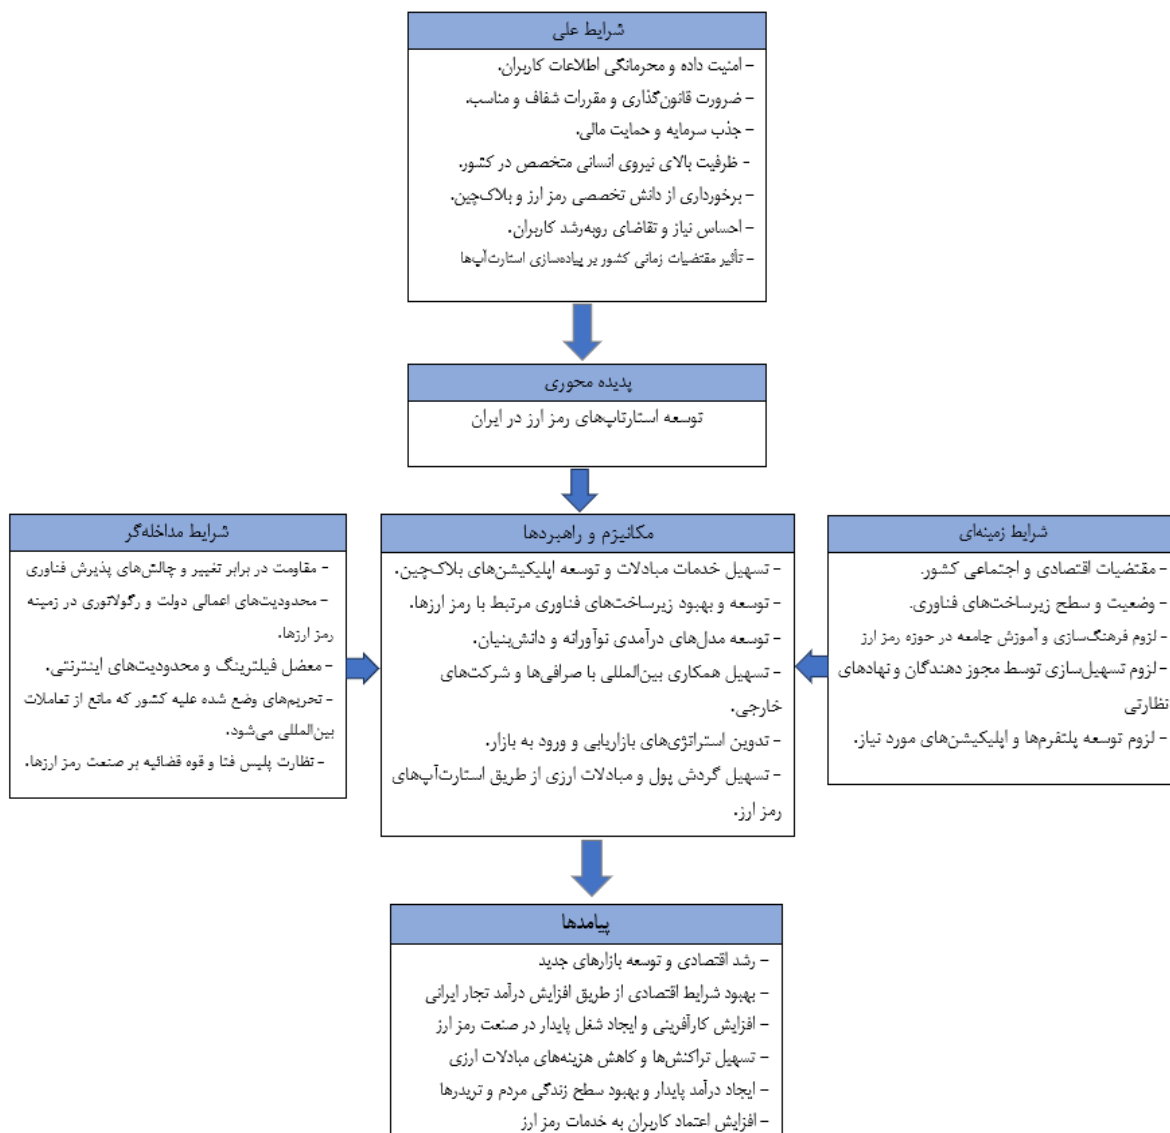 شرایط علی
- امنیت داده و محرمانگی اطلاعات کاربران.
- ضرورت قانون‌گذاری و مقررات شفاف و مناسب.
- جذب سرمایه و حمایت مالی.
- ظرفیت بالای نیروی انسانی متخصص در کشور.
- برخورداری از دانش تخصصی رمز ارز و بلاک‌چین.
- احساس نیاز و تقاضای روبه‌رشد کاربران.
- تأثیر مقتضیات زمانی کشور بر پیاده‌سازی استارت‌آپ‌ها
پدیده محوری
توسعه استارتاپ‌های رمز ارز در ایران
شرایط زمینه‌ای
- مقتضیات اقتصادی و اجتماعی کشور.
- وضعیت و سطح زیرساخت‌های فناوری.
- لزوم فرهنگ‌سازی و آموزش جامعه در حوزه رمز ارز
- لزوم تسهیل‌سازی توسط مجوز دهندگان و نهادهای
نظارتی
- لزوم توسعه پلتفرم‌ها و اپلیکیشن‌های مورد نیاز.
مکانیزم و راهبردها
- تسهیل خدمات مبادلات و توسعه اپلیکیشن‌های بلاک‌چین.
- توسعه و بهبود زیرساخت‌های فناوری مرتبط با رمز ارزها.
- توسعه مدل‌های درآمدی نوآورانه و دانش‌بنیان.
- تسهیل همکاری بین‌المللی با صرافی‌ها و شرکت‌های
خارجی.
- تدوین استراتژی‌های بازاریابی و ورود به بازار.
- تسهیل گردش پول و مبادلات ارزی از طریق استارت‌آپ‌های
رمز ارز.
شرایط مداخله‌گر
- مقاومت در برابر تغییر و چالش‌های پذیرش فناوری
- محدودیت‌های اعمالی دولت و رگولاتوری در زمینه
رمز ارزها.
- معضل فیلترینگ و محدودیت‌های اینترنتی.
- تحریم‌های وضع شده علیه کشور که مانع از تعاملات
بین‌المللی می‌شود.
- نظارت پلیس فتا و قوه قضائیه بر صنعت رمز ارزها.
پیامدها
- رشد اقتصادی و توسعه بازارهای جدید
- بهبود شرایط اقتصادی از طریق افزایش درآمد تجار ایرانی
- افزایش کارآفرینی و ایجاد شغل پایدار در صنعت رمز ارز
- تسهیل تراکنش‌ها و کاهش هزینه‌های مبادلات ارزی
- ایجاد درآمد پایدار و بهبود سطح زندگی مردم و تریدرها
- افزایش اعتماد کاربران به خدمات رمز ارز